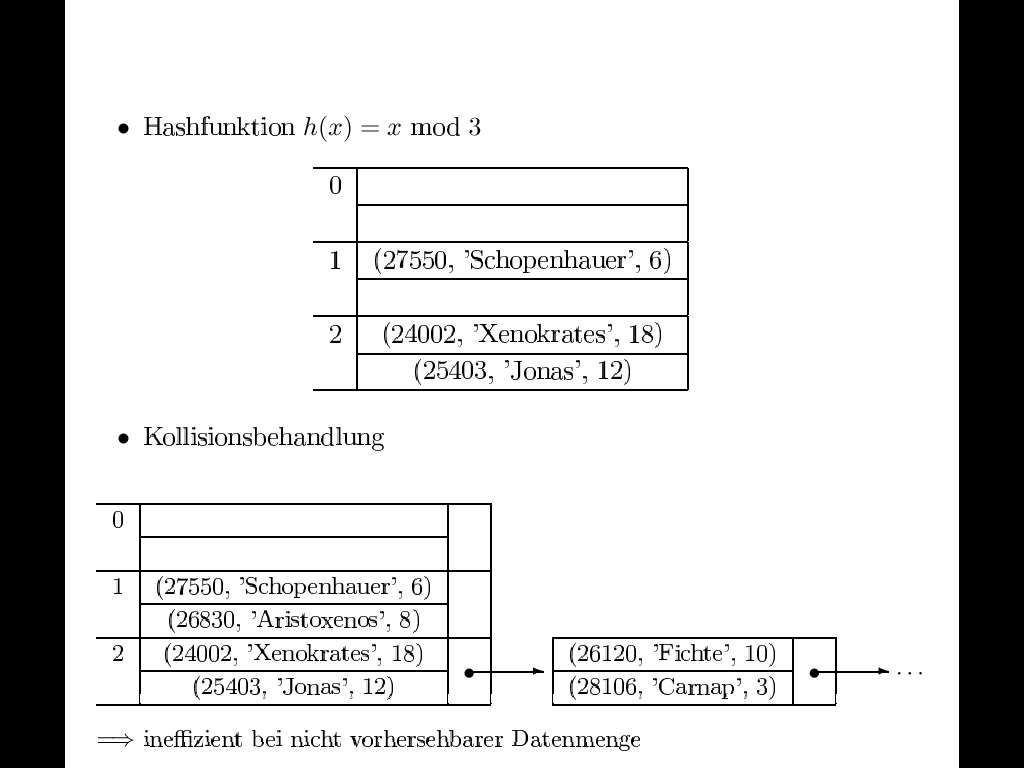 • Hashfunktion h(x) = x mod 3
0
1 (27550, ’Schopenhauer’, 6)
2 (24002, ’Xenokrates’, 18)
(25403, ’Jonas’, 12)
• Kollisionsbehandlung
0
1 (27550, ’Schopenhauer’, 6)
(26830, ’Aristoxenos’, 8)
2 (24002, ’Xenokrates’, 18) (26120, ’Fichte’, 10)
(25403, ’Jonas’, 12) (28106, ’Carnap’, 3) ...
⟹ ineffizient bei nicht vorhersehbarer Datenmenge